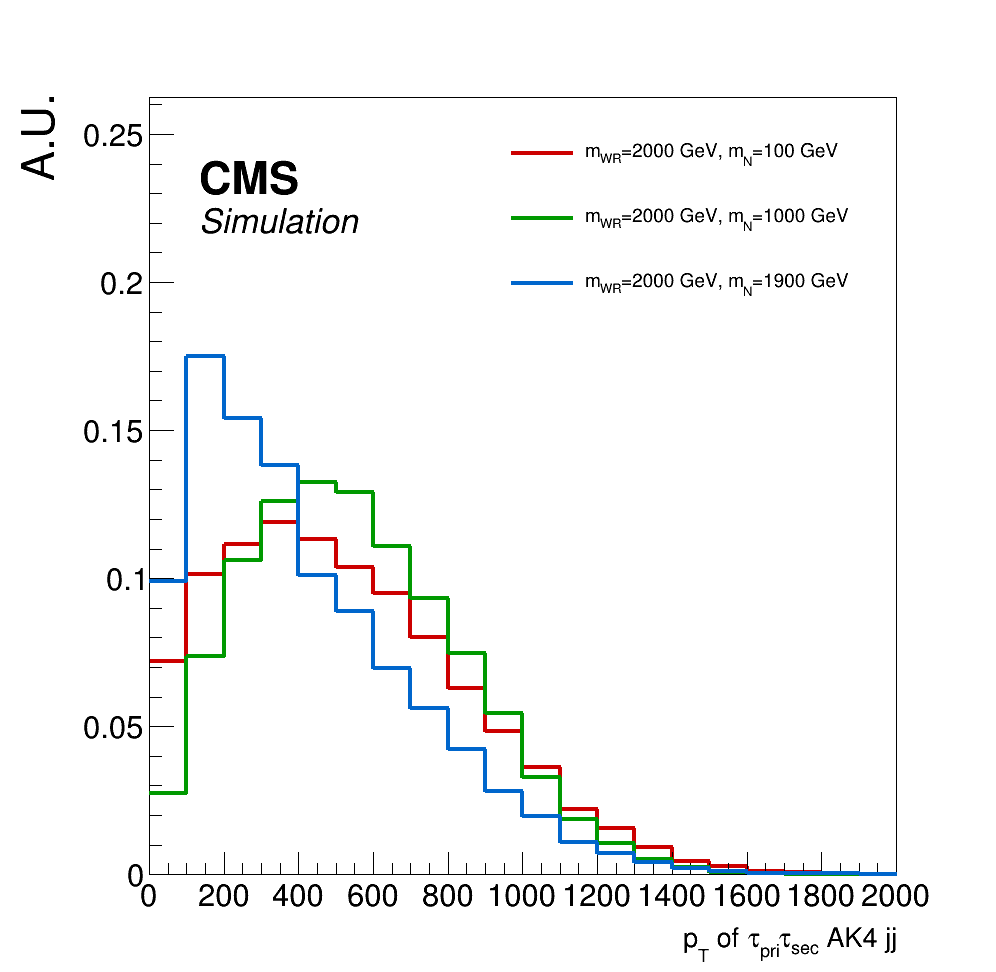 A.U.
0.25
0.2
0.15
0.1
0.05
0
CMS
Simulation
m_WR=2000 GeV, m_N=100 GeV
m_WR=2000 GeV, m_N=1000 GeV
m_WR=2000 GeV, m_N=1900 GeV
0 200 400 600 800 1000 1200 1400 1600 1800 2000
p_T of τ_pri τ_sec AK4 jj